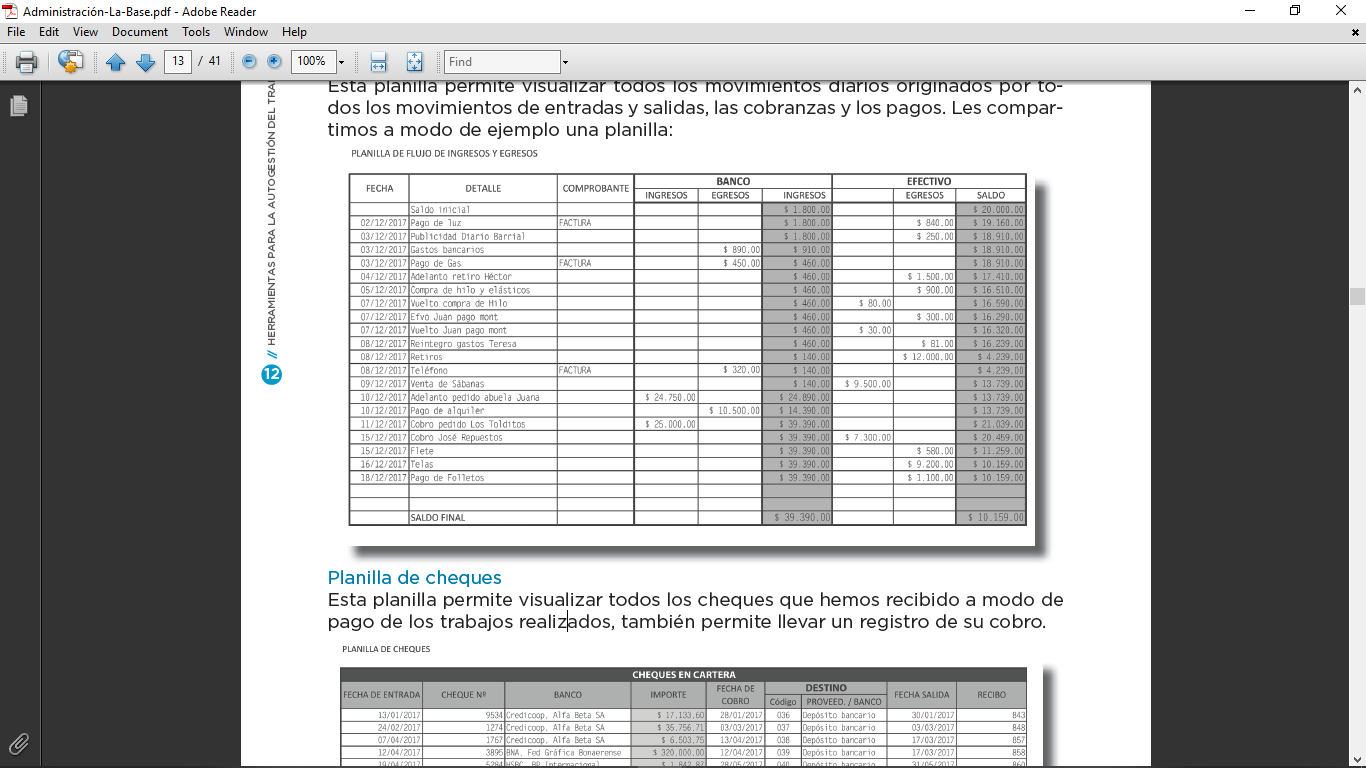 Administración-La-Base.pdf - Adobe Reader
File Edit View Document Tools Window Help
13 / 41 100% Find
Esta planilla permite visualizar todos los movimientos diarios originados por to-
dos los movimientos de entradas y salidas, las cobranzas y los pagos. Les compar-
timos a modo de ejemplo una planilla:
12 // HERRAMIENTAS PARA LA AUTOGESTIÓN DEL TRA
PLANILLA DE FLUJO DE INGRESOS Y EGRESOS
FECHA DETALLE COMPROBANTE BANCO EFECTIVO
INGRESOS EGRESOS INGRESOS EGRESOS SALDO
Saldo inicial $ 1.800.00 $ 20.000.00
02/12/2017 Pago de luz FACTURA $ 1.800.00 $ 840.00 $ 19.160.00
03/12/2017 Publicidad Diario Barrial $ 1.800.00 $ 250.00 $ 18.910.00
03/12/2017 Gastos bancarios $ 890.00 $ 910.00 $ 18.910.00
03/12/2017 Pago de Gas FACTURA $ 450.00 $ 460.00 $ 18.910.00
04/12/2017 Adelanto retiro Héctor $ 460.00 $ 1.500.00 $ 17.410.00
05/12/2017 Compra de hilo y elásticos $ 460.00 $ 900.00 $ 16.510.00
07/12/2017 Vuelto compra de Hilo $ 460.00 $ 80.00 $ 16.590.00
07/12/2017 Efvo Juan pago mont $ 460.00 $ 300.00 $ 16.290.00
07/12/2017 Vuelto Juan pago mont $ 460.00 $ 30.00 $ 16.320.00
08/12/2017 Reintegro gastos Teresa $ 460.00 $ 81.00 $ 16.239.00
08/12/2017 Retiros $ 140.00 $ 12.000.00 $ 4.239.00
08/12/2017 Teléfono FACTURA $ 320.00 $ 140.00 $ 4.239.00
09/12/2017 Venta de Sábanas $ 140.00 $ 9.500.00 $ 13.739.00
10/12/2017 Adelanto pedido abuela Juana $ 24.750.00 $ 24.890.00 $ 13.739.00
10/12/2017 Pago de alquiler $ 10.500.00 $ 14.390.00 $ 13.739.00
11/12/2017 Cobro pedido Los Tolditos $ 25.000.00 $ 39.390.00 $ 21.039.00
15/12/2017 Cobro José Repuestos $ 39.390.00 $ 7.300.00 $ 20.459.00
15/12/2017 Flete $ 39.390.00 $ 580.00 $ 11.259.00
16/12/2017 Telas $ 39.390.00 $ 9.200.00 $ 10.159.00
18/12/2017 Pago de Folletos $ 39.390.00 $ 1.100.00 $ 10.159.00
SALDO FINAL $ 39.390.00 $ 10.159.00
Planilla de cheques
Esta planilla permite visualizar todos los cheques que hemos recibido a modo de
pago de los trabajos realizados, también permite llevar un registro de su cobro.
PLANILLA DE CHEQUES
CHEQUES EN CARTERA
FECHA DE ENTRADA CHEQUE Nº BANCO IMPORTE FECHA DE COBRO DESTINO FECHA SALIDA RECIBO
Código PROVEED. / BANCO
13/01/2017 9534 Credicoop, Alfa Beta SA $ 17.133,60 28/01/2017 036 Depósito bancario 30/01/2017 843
24/02/2017 1274 Credicoop, Alfa Beta SA $ 35.756.71 03/03/2017 037 Depósito bancario 03/03/2017 848
07/04/2017 1767 Credicoop, Alfa Beta SA $ 6.503,75 13/04/2017 038 Depósito bancario 17/03/2017 857
12/04/2017 3895 BNA, Fed Gráfica Bonaerense $ 320.000,00 12/04/2017 039 Depósito bancario 17/03/2017 858
19/04/2017 5284 HSBC, BP Internacional $ 1.842,87 28/05/2017 040 Depósito bancario 31/05/2017 860